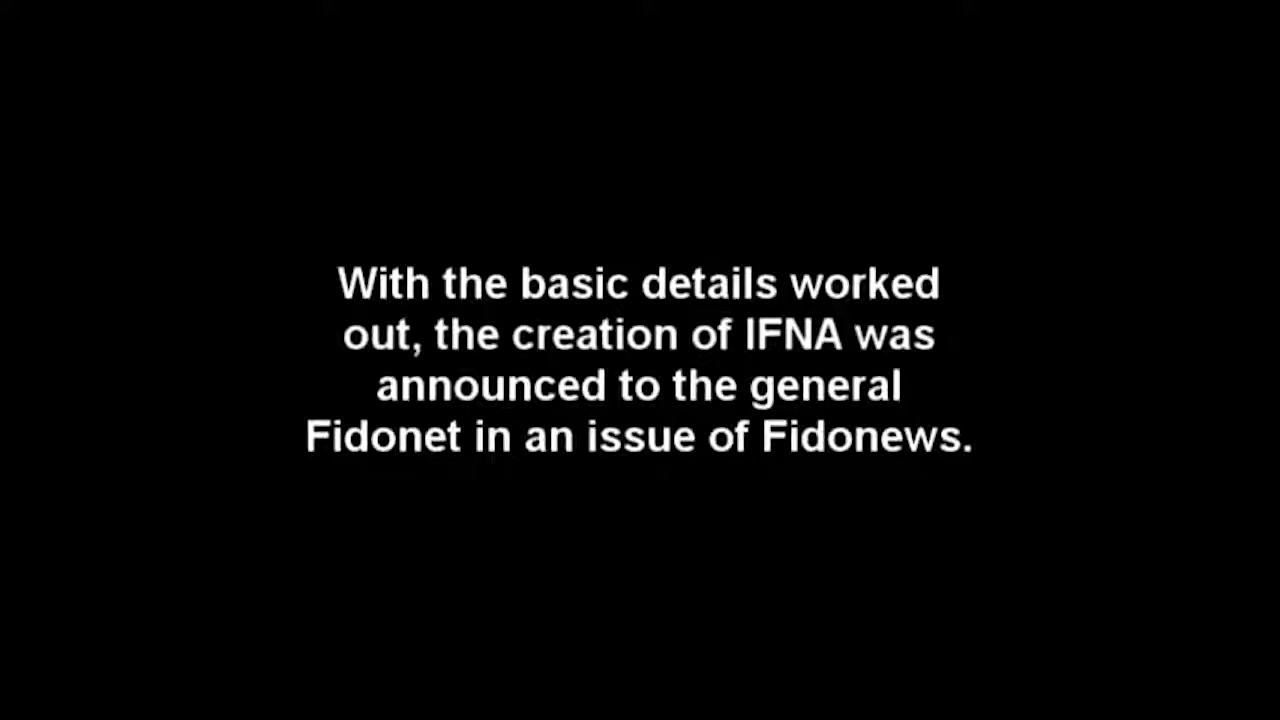 With the basic details worked
out, the creation of IFNA was
announced to the general
Fidonet in an issue of Fidonews.